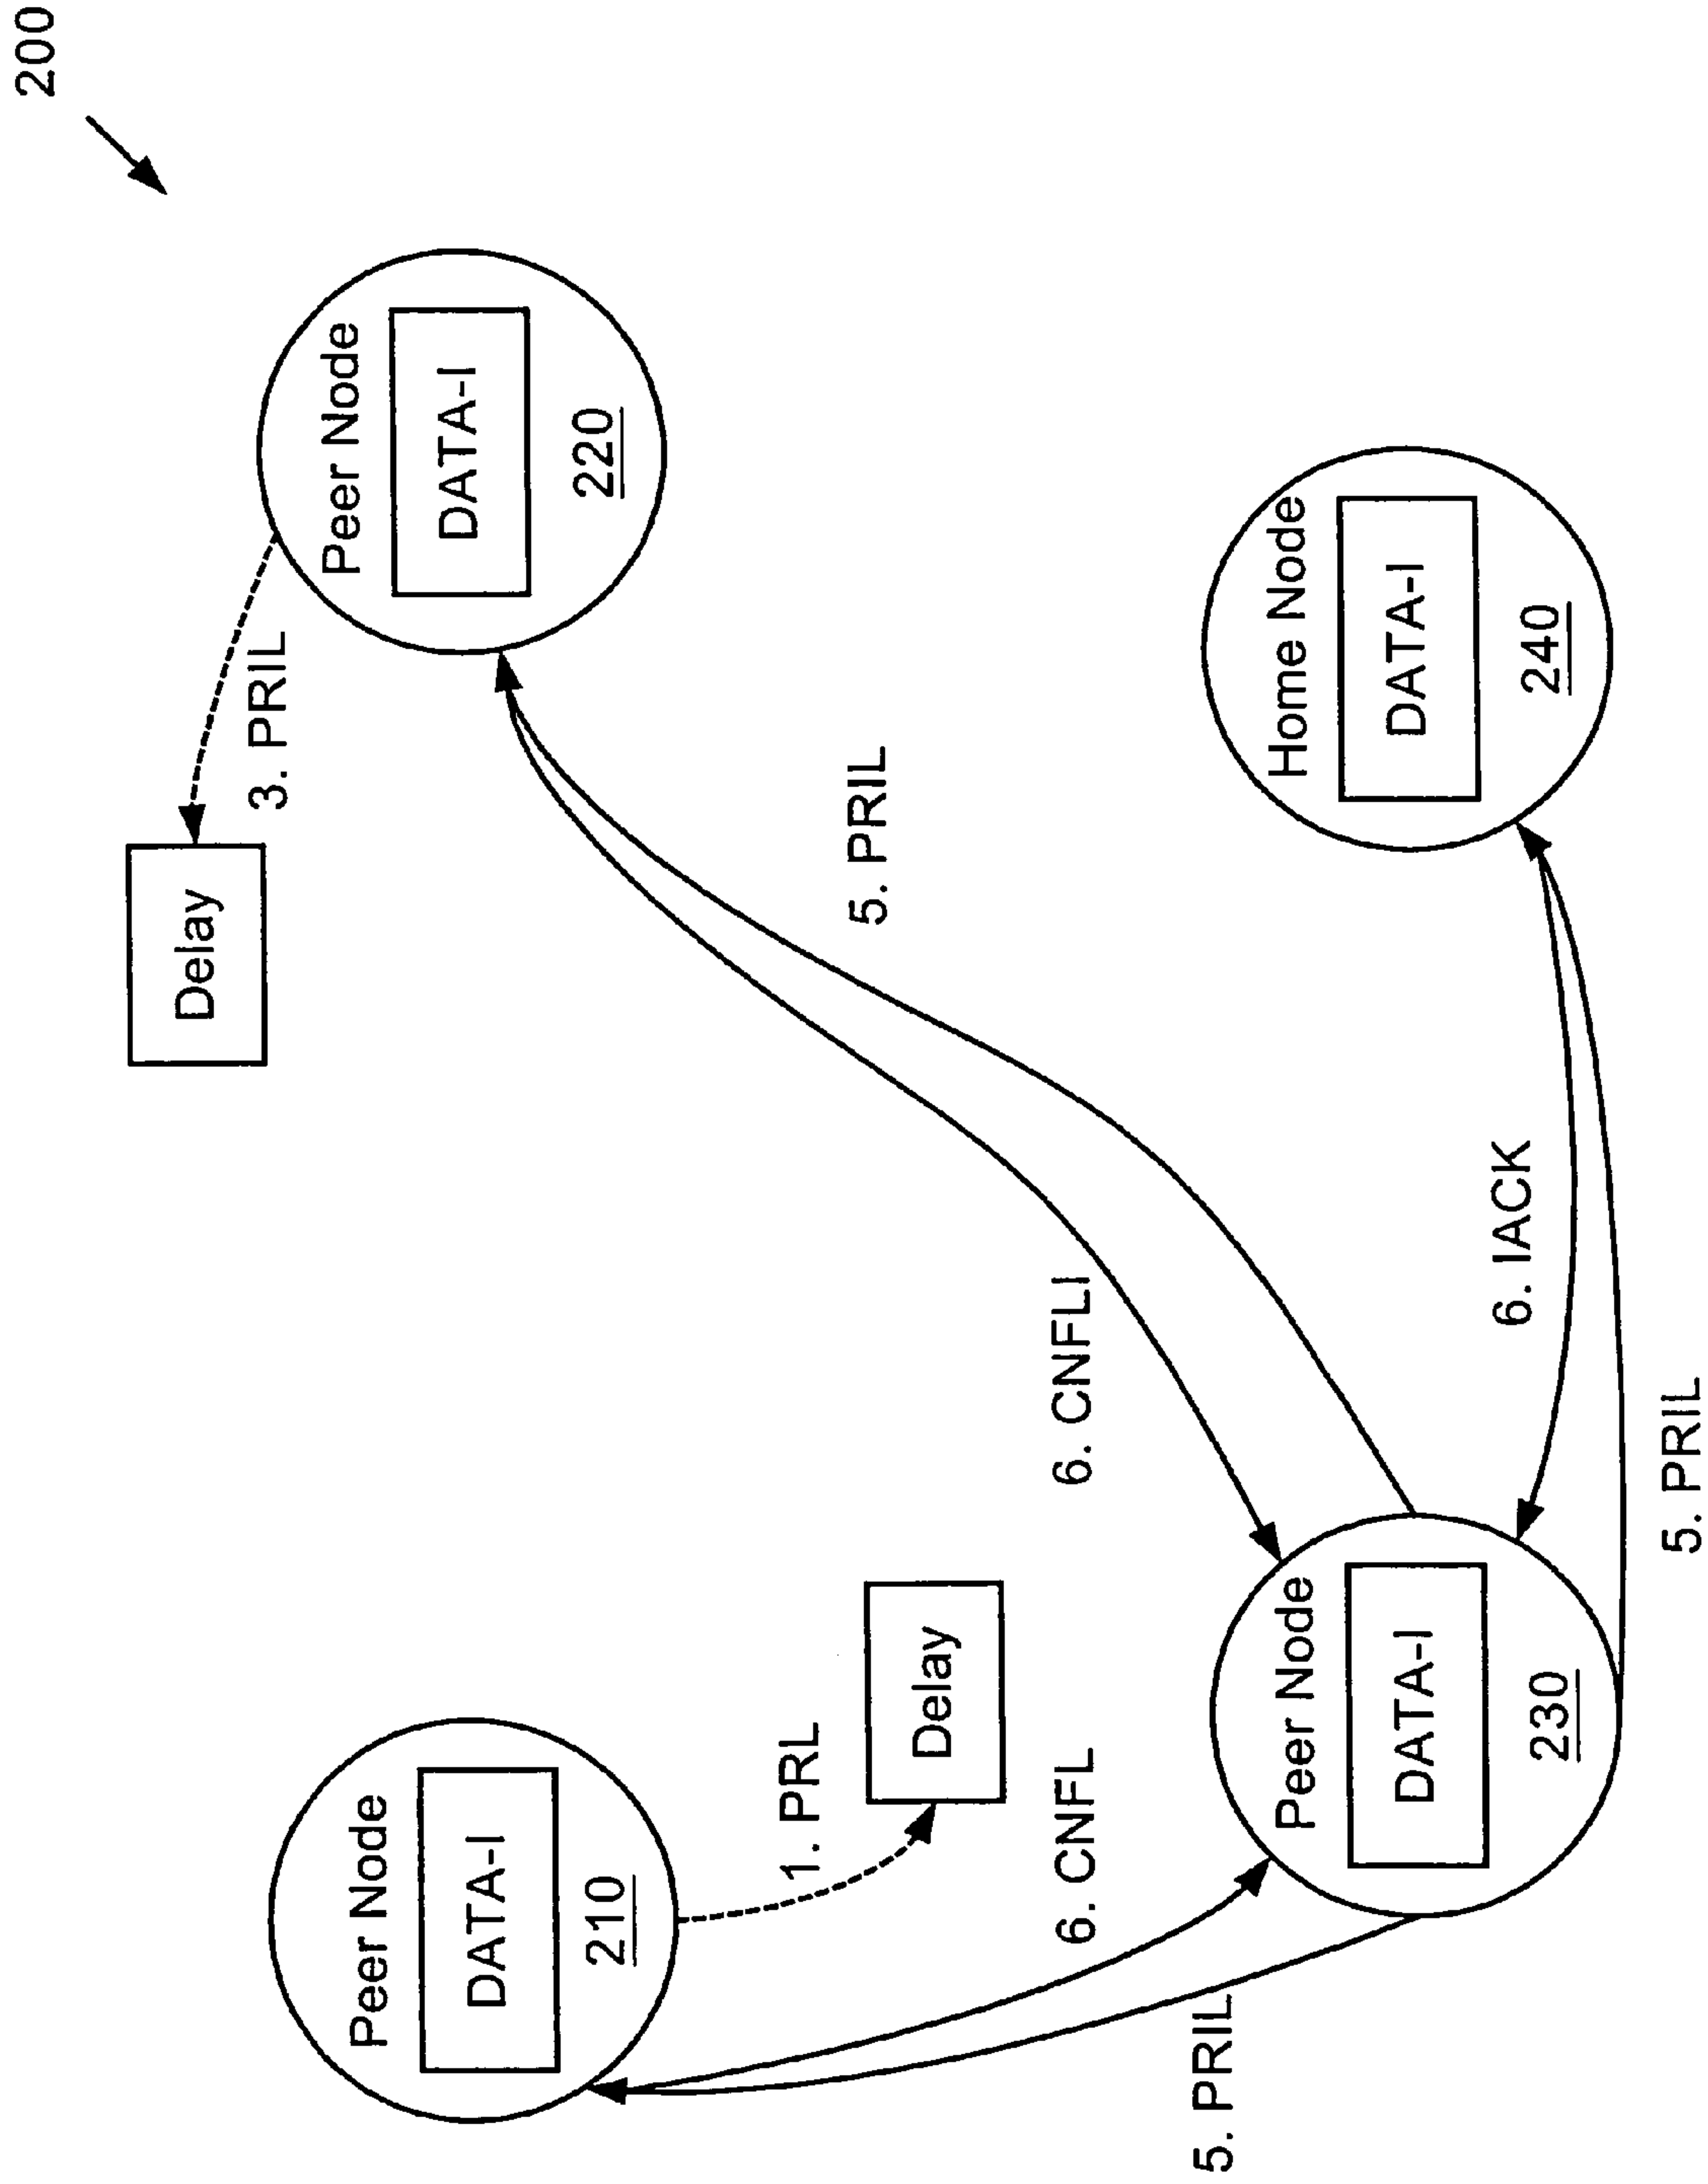 200
Peer Node
DATA-I
210
Peer Node
DATA-I
220
Delay
3. PRIL
1. PRL
Delay
5. PRIL
6. CNFL
6. CNFLI
5. PRIL
Peer Node
DATA-I
230
Home Node
DATA-I
240
6. IACK
5. PRIL